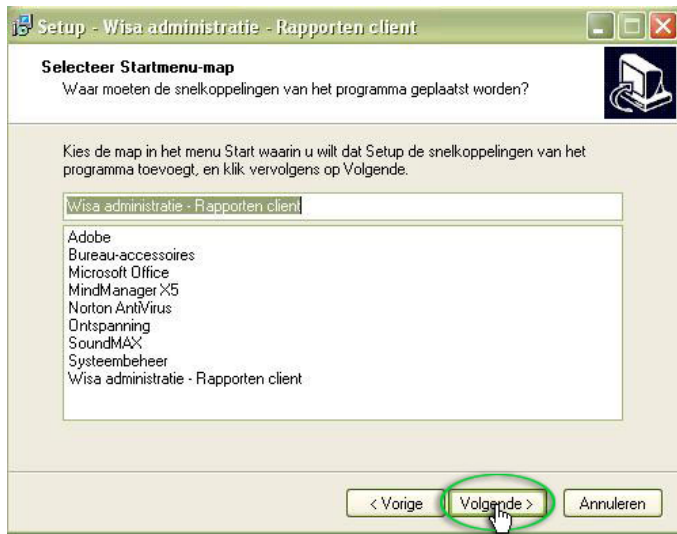 Setup - Wisa administratie - Rapporten client
Selecteer Startmenu-map
Waar moeten de snelkoppelingen van het programma geplaatst worden?
Kies de map in het menu Start waarin u wilt dat Setup de snelkoppelingen van het
programma toevoegt, en klik vervolgens op Volgende.
Wisa administratie - Rapporten client
Adobe
Bureau-accessoires
Microsoft Office
MindManager X5
Norton AntiVirus
Ontspanning
SoundMAX
Systeembeheer
Wisa administratie - Rapporten client
< Vorige
Volgende >
Annuleren